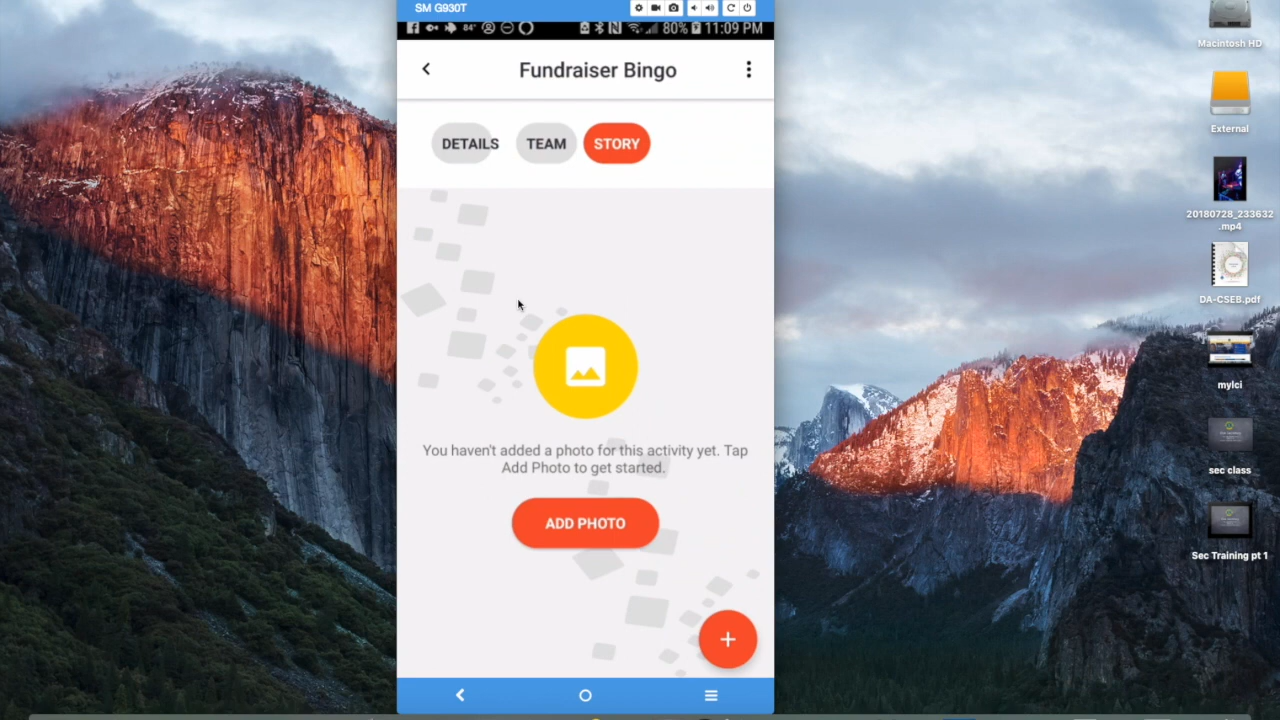 SM G930T
84°
80%
11:09 PM
Fundraiser Bingo
DETAILS
TEAM
STORY
You haven't added a photo for this activity yet. Tap
Add Photo to get started.
ADD PHOTO
Macintosh HD
External
20180728_233632
.mp4
DA-CSEB.pdf
mylci
sec class
Sec Training pt 1